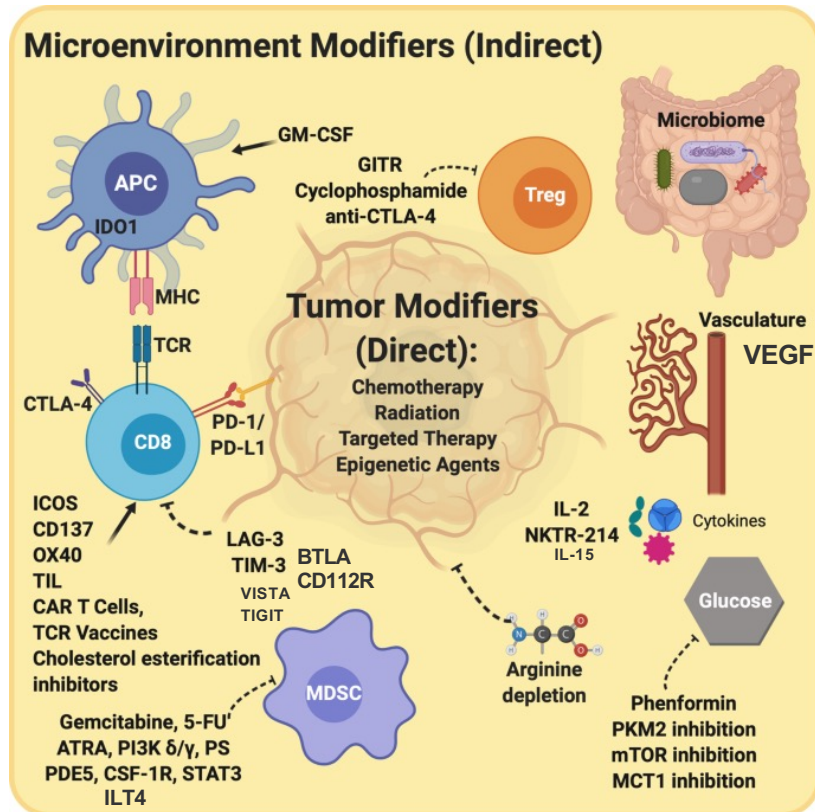 Microenvironment Modifiers (Indirect)
GM-CSF
APC
IDO1
MHC
TCR
CTLA-4
CD8
PD-1/
PD-L1
GITR
Cyclophosphamide
anti-CTLA-4
Treg
Microbiome
Tumor Modifiers
(Direct):
Chemotherapy
Radiation
Targeted Therapy
Epigenetic Agents
Vasculature
VEGF
ICOS
CD137
OX40
TIL
CAR T Cells,
TCR Vaccines
Cholesterol esterification
inhibitors
LAG-3
TIM-3
BTLA
CD112R
VISTA
TIGIT
IL-2
NKTR-214
IL-15
Cytokines
Glucose
H
H
N
H
C
C
O
O
H
Arginine
depletion
Phenformin
PKM2 inhibition
mTOR inhibition
MCT1 inhibition
MDSC
Gemcitabine, 5-FU
ATRA, PI3K δ/γ, PS
PDE5, CSF-1R, STAT3
ILT4